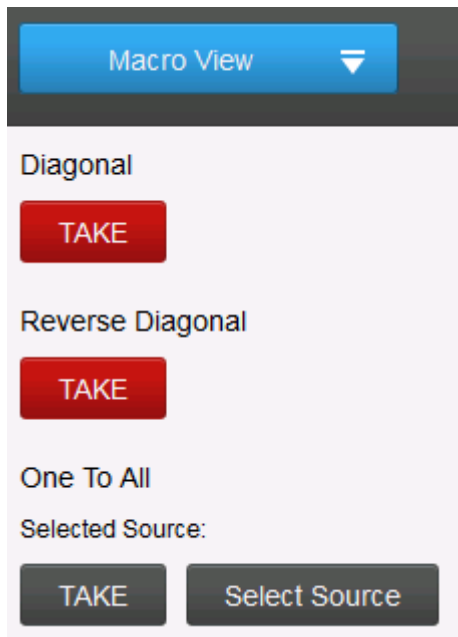 Macro View
Diagonal
TAKE
Reverse Diagonal
TAKE
One To All
Selected Source:
TAKE Select Source